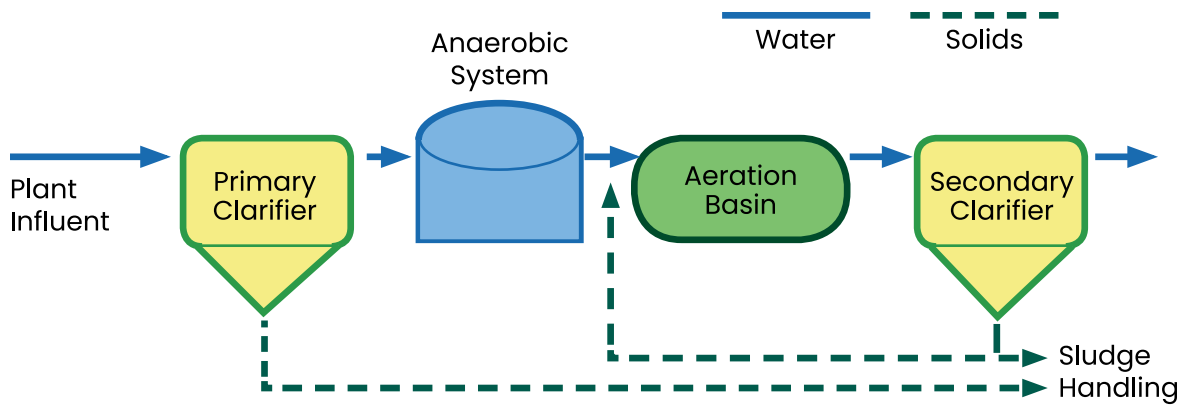 Water
Solids
Anaerobic
System
Plant
Influent
Primary
Clarifier
Aeration
Basin
Secondary
Clarifier
Sludge
Handling